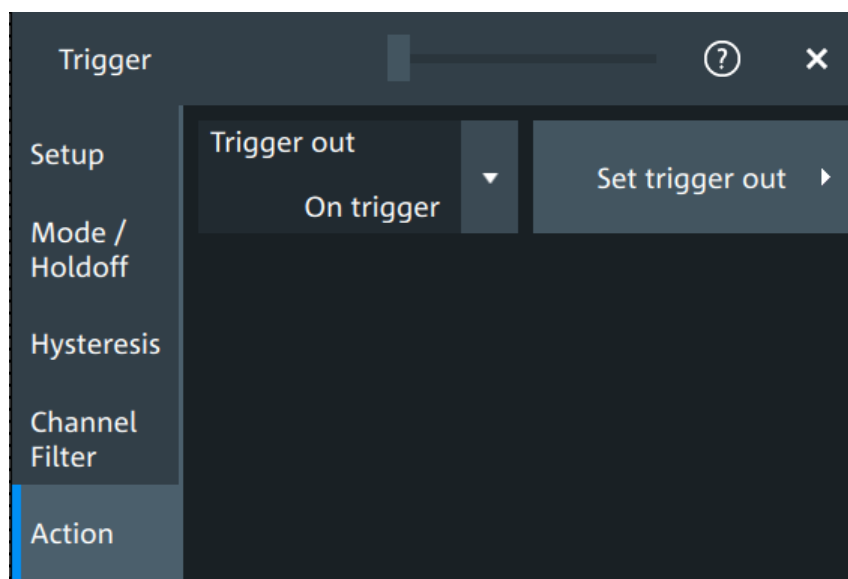 Trigger
?
Setup
Mode /
Holdoff
Hysteresis
Channel
Filter
Action
Trigger out
On trigger
Set trigger out